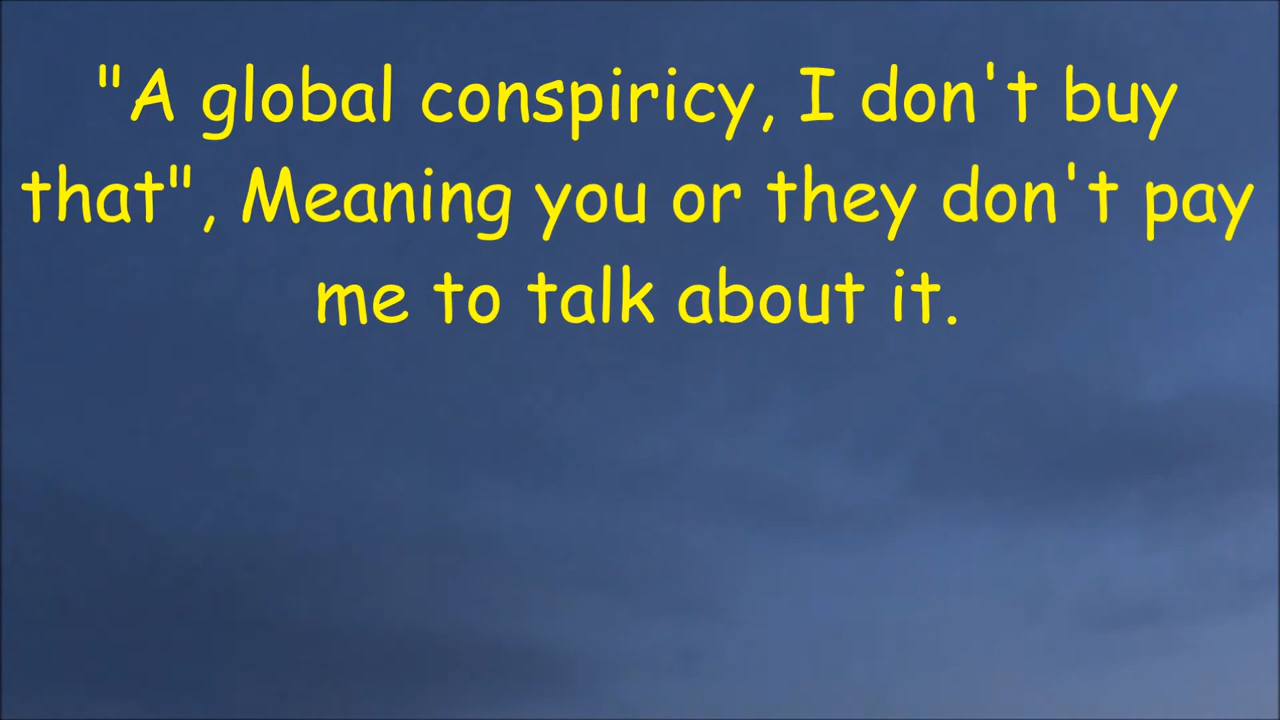 "A global conspiricy, I don't buy
that", Meaning you or they don't pay
me to talk about it.